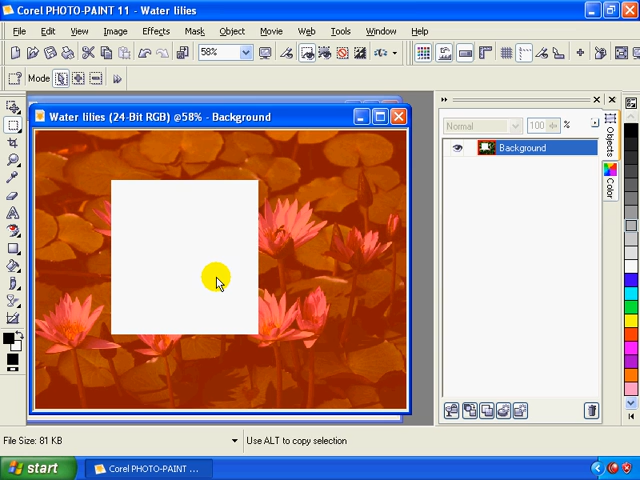 Corel PHOTO-PAINT 11 - Water lilies
File Edit View Image Effects Mask Object Movie Web Tools Window Help
58%
Mode
Water lilies (24-Bit RGB) @58% - Background
Normal 100 %
Background
Objects
Color
File Size: 81 KB Use ALT to copy selection
start Corel PHOTO-PAINT ...